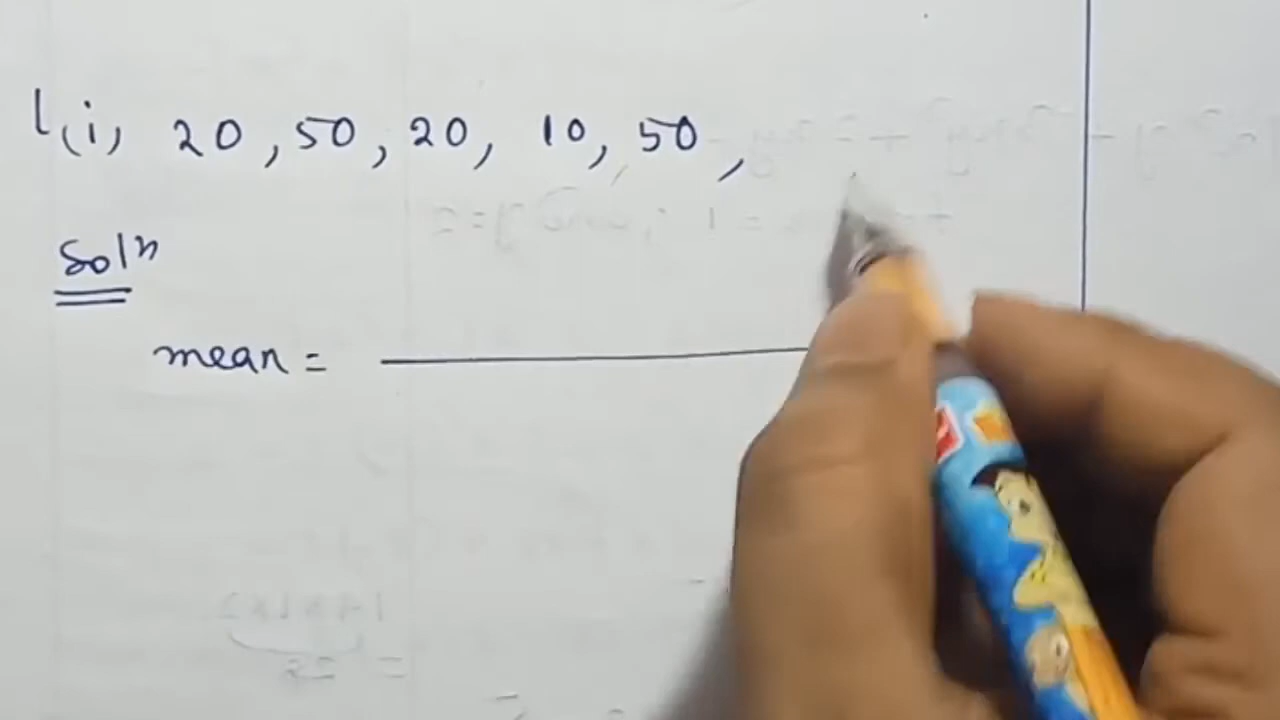 1(i) 20, 50, 20, 10, 50,
Soln
mean =